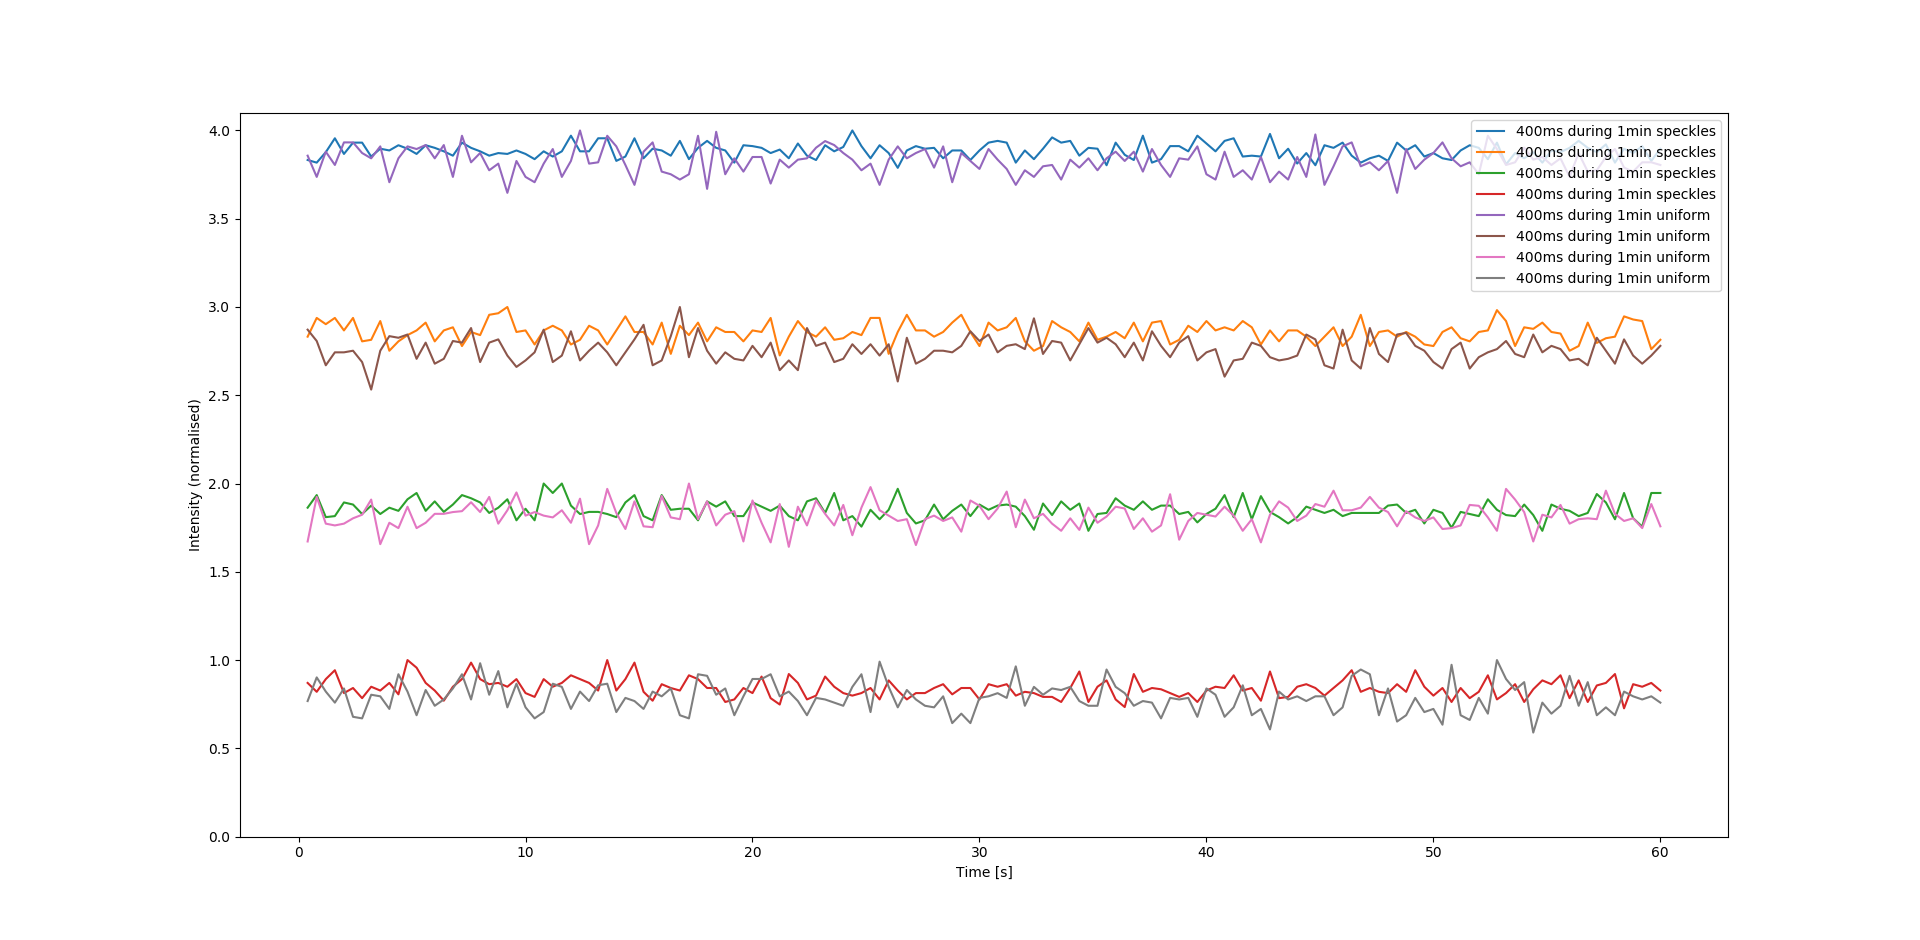 4.0
3.5
3.0
2.5
2.0
1.5
1.0
0.5
0.0
Intensity (normalised)
400ms during 1min speckles
400ms during 1min speckles
400ms during 1min speckles
400ms during 1min speckles
400ms during 1min uniform
400ms during 1min uniform
400ms during 1min uniform
400ms during 1min uniform
0 10 20 30 40 50 60
Time [s]